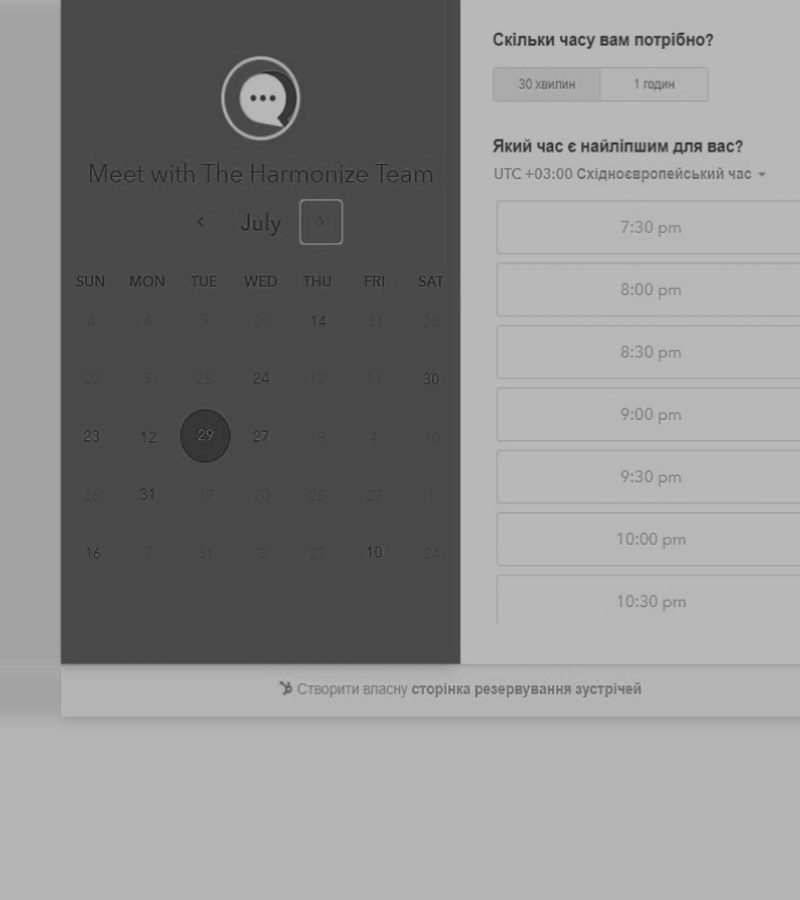 Meet with The Harmonize Team
July
SUN MON TUE WED THU FRI SAT
4 4 9 21 14 31 26
22 5 25 24 12 11 30
23 12 29 27 19 4 10
26 31 17 20 25 27 1
16 7 31 3 27 10 24
Скільки часу вам потрібно?
30 хвилин 1 годин
Який час є найліпшим для вас?
UTC +03:00 Східноєвропейський час
7:30 pm
8:00 pm
8:30 pm
9:00 pm
9:30 pm
10:00 pm
10:30 pm
Створити власну сторінка резервування зустрічей